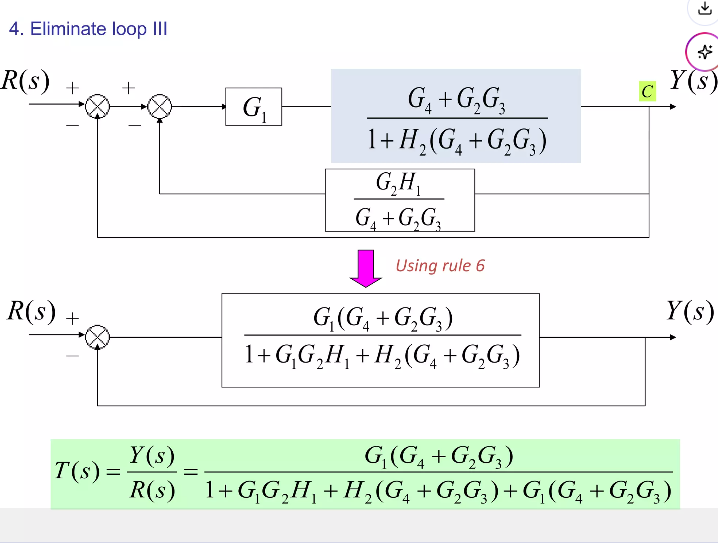 4. Eliminate loop III
R(s) + + Y(s)
C
G₁
G₄ + G₂G₃
1 + H₂(G₄ + G₂G₃)
− −
G₂H₁
G₄ + G₂G₃
Using rule 6
R(s) + Y(s)
G₁(G₄ + G₂G₃)
1 + G₁G₂H₁ + H₂(G₄ + G₂G₃)
−
T(s) = Y(s) / R(s) = G₁(G₄ + G₂G₃) / 1 + G₁G₂H₁ + H₂(G₄ + G₂G₃) + G₁(G₄ + G₂G₃)